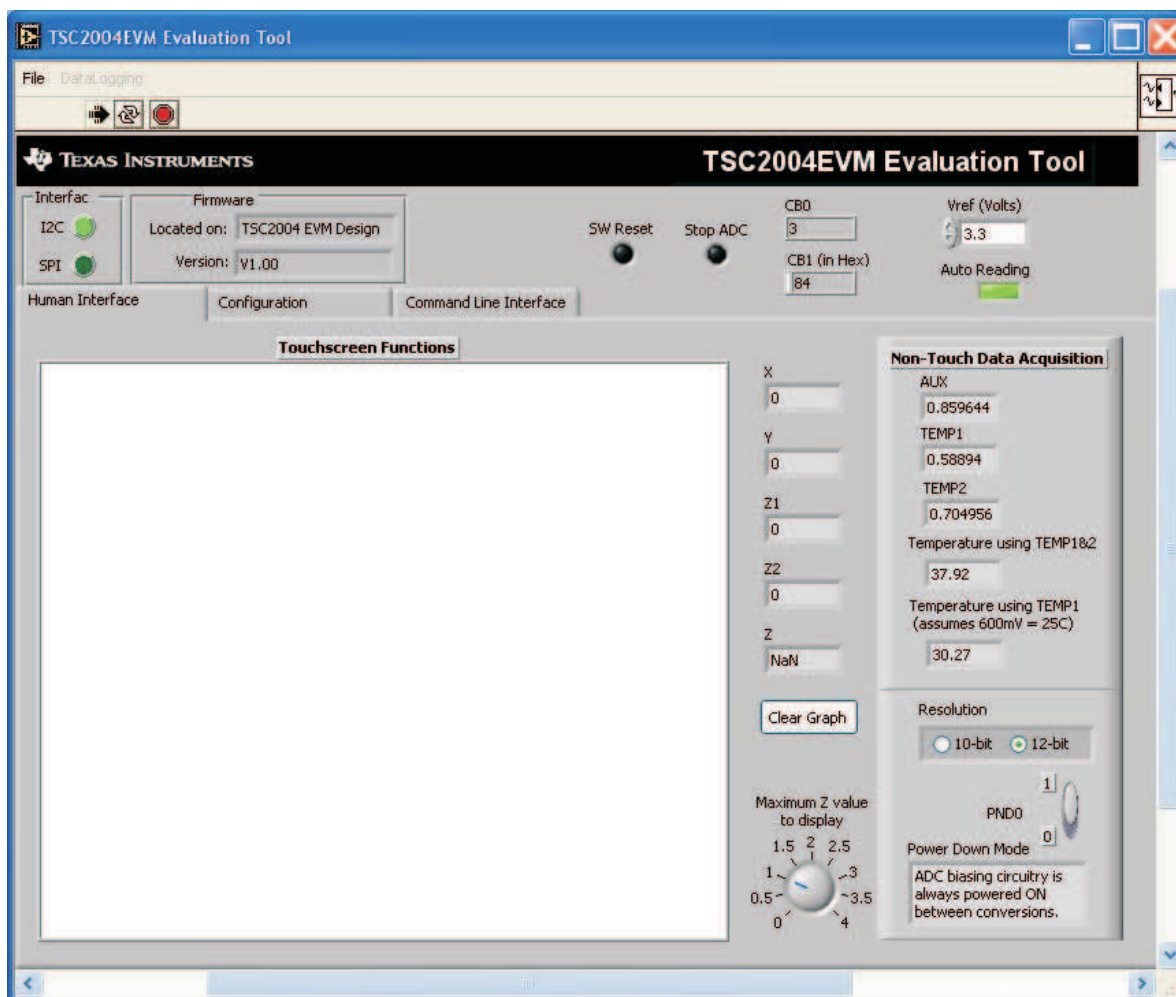 TSC2004EVM Evaluation Tool
File DataLogging
TEXAS INSTRUMENTS
TSC2004EVM Evaluation Tool
Interfac
I2C
SPI
Firmware
Located on: TSC2004 EVM Design
Version: V1.00
SW Reset
Stop ADC
CB0
3
CB1 (in Hex)
84
Vref (Volts)
3.3
Auto Reading
Human Interface
Configuration
Command Line Interface
Touchscreen Functions
X
0
Y
0
Z1
0
Z2
0
Z
NaN
Clear Graph
Maximum Z value
to display
0
0.5
1
1.5
2
2.5
3
3.5
4
Non-Touch Data Acquisition
AUX
0.859644
TEMP1
0.58894
TEMP2
0.704956
Temperature using TEMP1&2
37.92
Temperature using TEMP1
(assumes 600mV = 25C)
30.27
Resolution
10-bit 12-bit
1
PND0
0
Power Down Mode
ADC biasing circuitry is
always powered ON
between conversions.